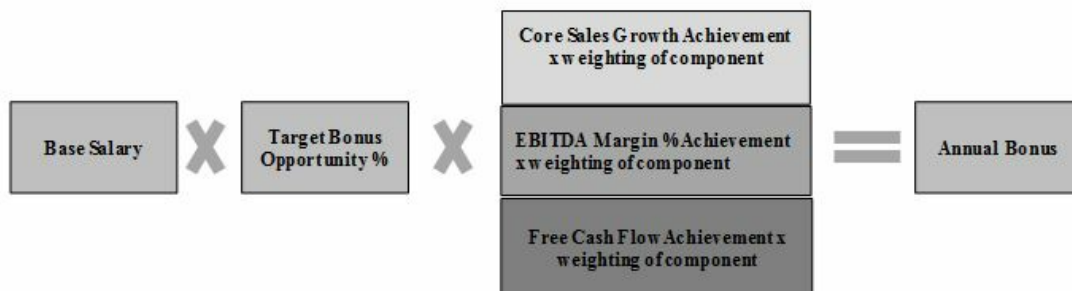 Base Salary
Target Bonus
Opportunity %
Core Sales Growth Achievement
x weighting of component
EBITDA Margin % Achievement
x weighting of component
Free Cash Flow Achievement x
weighting of component
Annual Bonus